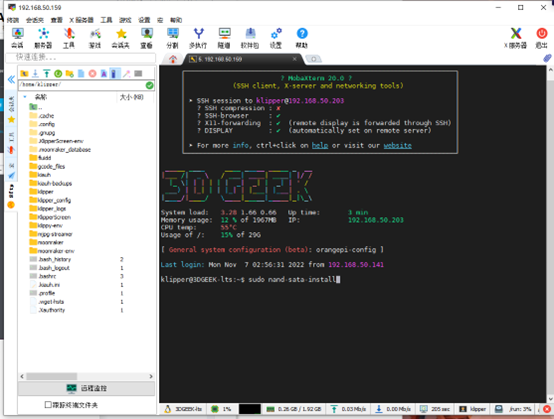 192.168.50.159
终端 会话数 查看 X 服务器 工具 游戏 设置 宏 帮助
会话 服务器 工具 游戏 会话夹 查看 分割 多执行 隧道 软件包 设置 帮助 X 服务器 退出
快速连接...
5. 192.168.50.159
/home/klipper/
名称 大小 (KB)
..
.cache
.config
.gnupg
.KlipperScreen-env
.moonraker_database
fluidd
gcode_files
kiauh
kiauh-backups
klipper
klipper_config
klipper_logs
KlipperScreen
klippy-env
mjpg-streamer
moonraker
moonraker-env
.bash_history 2
.bash_logout 1
.bashrc 3
.kiauh.ini 1
.profile 1
.wget-hsts 1
.Xauthority 1
远程监控
跟踪终端文件夹
? MobaXterm 20.0 ?
(SSH client, X-server and networking tools)
▸ SSH session to klipper@192.168.50.203
? SSH compression : ✘
? SSH-browser : ✔
? X11-forwarding : ✔ (remote display is forwarded through SSH)
? DISPLAY : ✔ (automatically set on remote server)
▸ For more info, ctrl+click on help or visit our website
System load: 3.28 1.66 0.66 Up time: 3 min
Memory usage: 12 % of 1967MB IP: 192.168.50.203
CPU temp: 55°C
Usage of /: 15% of 29G
[ General system configuration (beta): orangepi-config ]
Last login: Mon Nov 7 02:56:31 2022 from 192.168.50.141
klipper@3DGEEK-lts:~$ sudo nand-sata-install
3DGEEK-lts 1% 0.26 GB / 1.92 GB 0.03 Mb/s 0.00 Mb/s 205 sec klipper /run: 3%